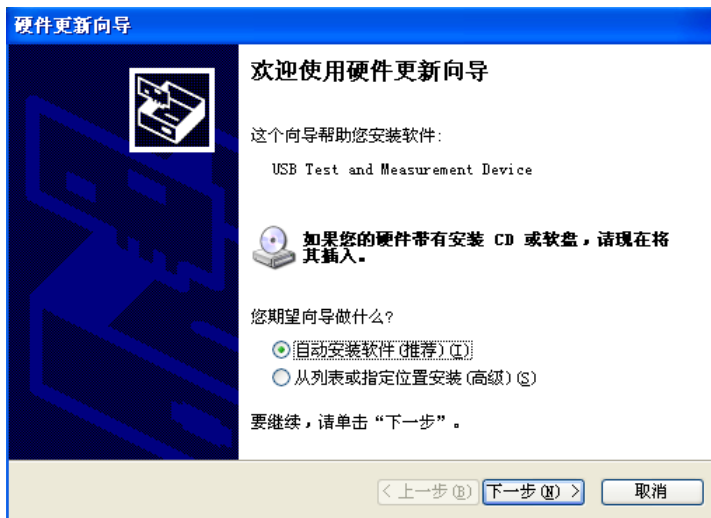 硬件更新向导
欢迎使用硬件更新向导
这个向导帮助您安装软件:
USB Test and Measurement Device
如果您的硬件带有安装 CD 或软盘，请现在将
其插入。
您期望向导做什么?
自动安装软件(推荐)(I)
从列表或指定位置安装(高级)(S)
要继续，请单击“下一步”。
< 上一步(B) 下一步(N) > 取消